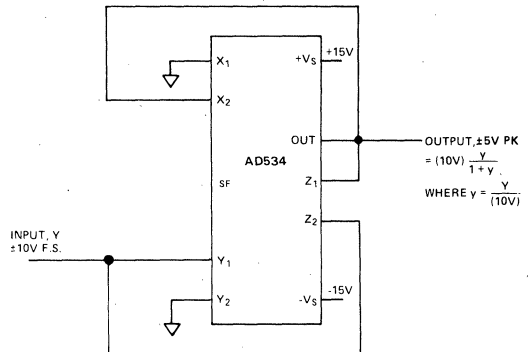 X1
+VS
+15V
X2
OUT
OUTPUT, ±5V PK
= (10V) y / 1 + y
AD534
SF
Z1
WHERE y = Y / (10V)
Z2
INPUT, Y
±10V F.S.
Y1
Y2
-VS
-15V